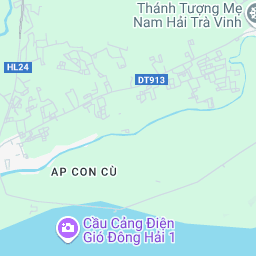 Thánh Tượng Mẹ
Nam Hải Trà Vinh
HL24
DT913
AP CON CÙ
Cầu Cảng Điện
Gió Đông Hải 1